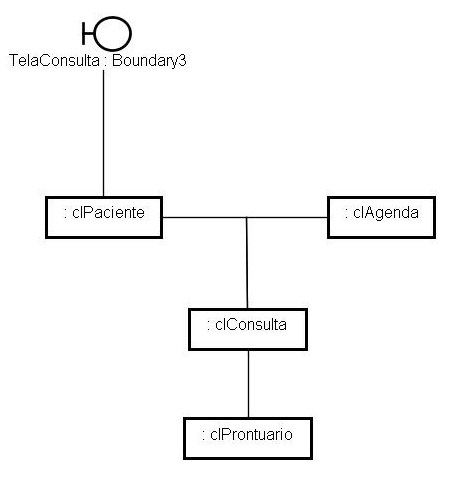 TelaConsulta : Boundary3
: clPaciente
: clAgenda
: clConsulta
: clProntuario